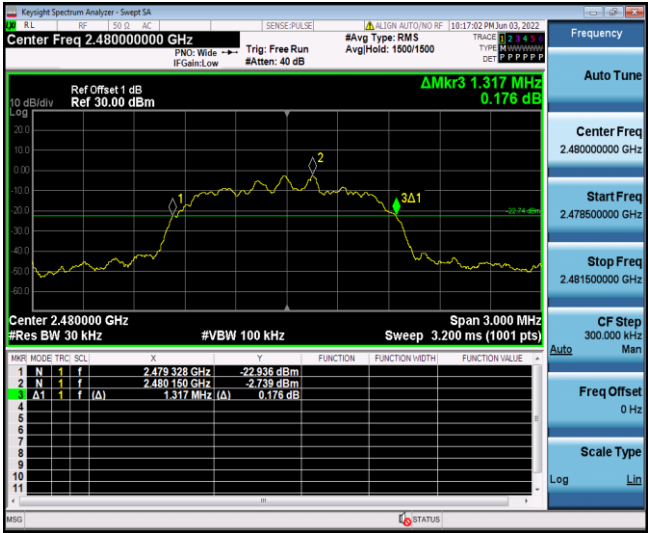 Keysight Spectrum Analyzer - Swept SA
RL RF 50 Ω AC SENSE:PULSE ALIGN AUTO/NO RF 10:17:02 PM Jun 03, 2022
Center Freq 2.480000000 GHz
PNO: Wide
IFGain:Low
Trig: Free Run
#Atten: 40 dB
#Avg Type: RMS
Avg|Hold: 1500/1500
TRACE 1 2 3 4 5 6
TYPE M W W W W W
DET P P P P P P
Ref Offset 1 dB
10 dB/div Ref 30.00 dBm
Log
ΔMkr3 1.317 MHz
0.176 dB
20.0
10.0
0.00
-10.0
-20.0
-30.0
-40.0
-50.0
-60.0
1
2
3Δ1
-22.74 dBm
Center 2.480000 GHz Span 3.000 MHz
#Res BW 30 kHz #VBW 100 kHz Sweep 3.200 ms (1001 pts)
MKR MODE TRC SCL X Y FUNCTION FUNCTION WIDTH FUNCTION VALUE
1 N 1 f 2.479 328 GHz -22.936 dBm
2 N 1 f 2.480 150 GHz -2.739 dBm
3 Δ1 1 f (Δ) 1.317 MHz (Δ) 0.176 dB
4
5
6
7
8
9
10
11
MSG STATUS
Frequency
Auto Tune
Center Freq
2.480000000 GHz
Start Freq
2.478500000 GHz
Stop Freq
2.481500000 GHz
CF Step
300.000 kHz
Auto Man
Freq Offset
0 Hz
Scale Type
Log Lin